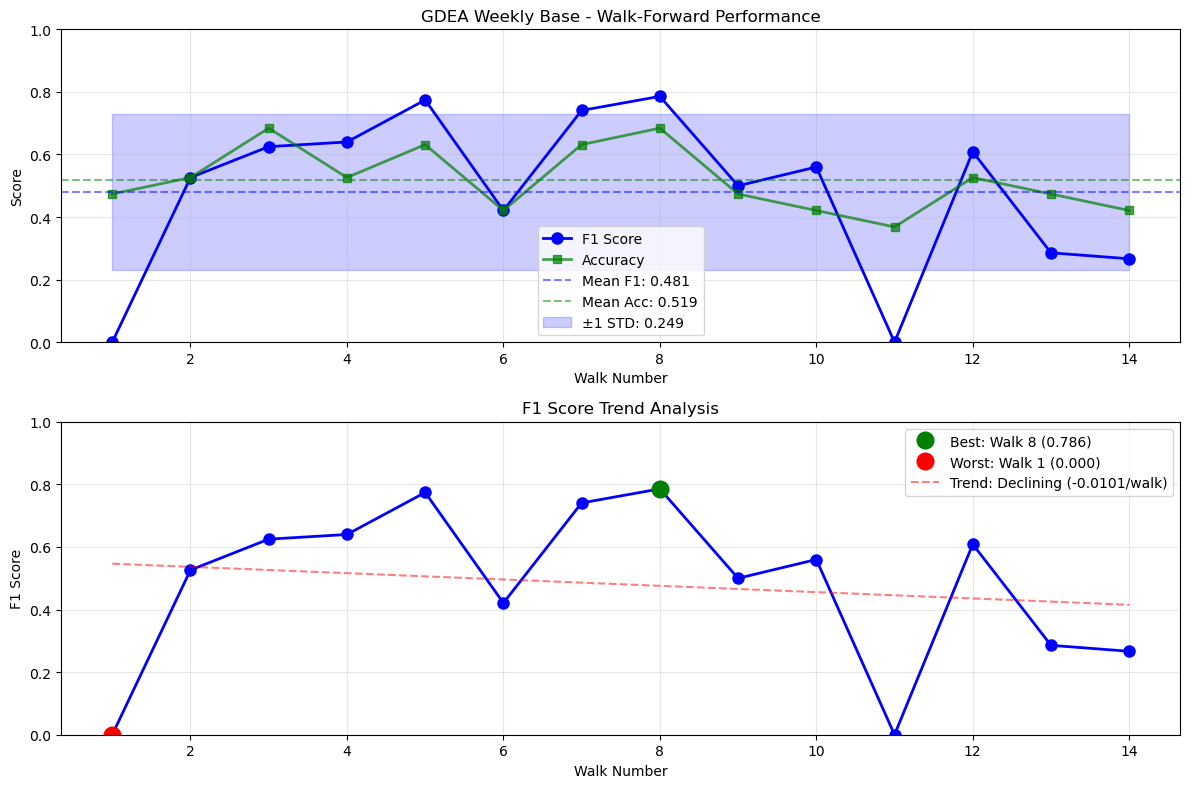 GDEA Weekly Base - Walk-Forward Performance
1.0
0.8
0.6
0.4
0.2
0.0
Score
F1 Score
Accuracy
Mean F1: 0.481
Mean Acc: 0.519
±1 STD: 0.249
2 4 6 8 10 12 14
Walk Number
F1 Score Trend Analysis
1.0
0.8
0.6
0.4
0.2
0.0
F1 Score
Best: Walk 8 (0.786)
Worst: Walk 1 (0.000)
Trend: Declining (-0.0101/walk)
2 4 6 8 10 12 14
Walk Number